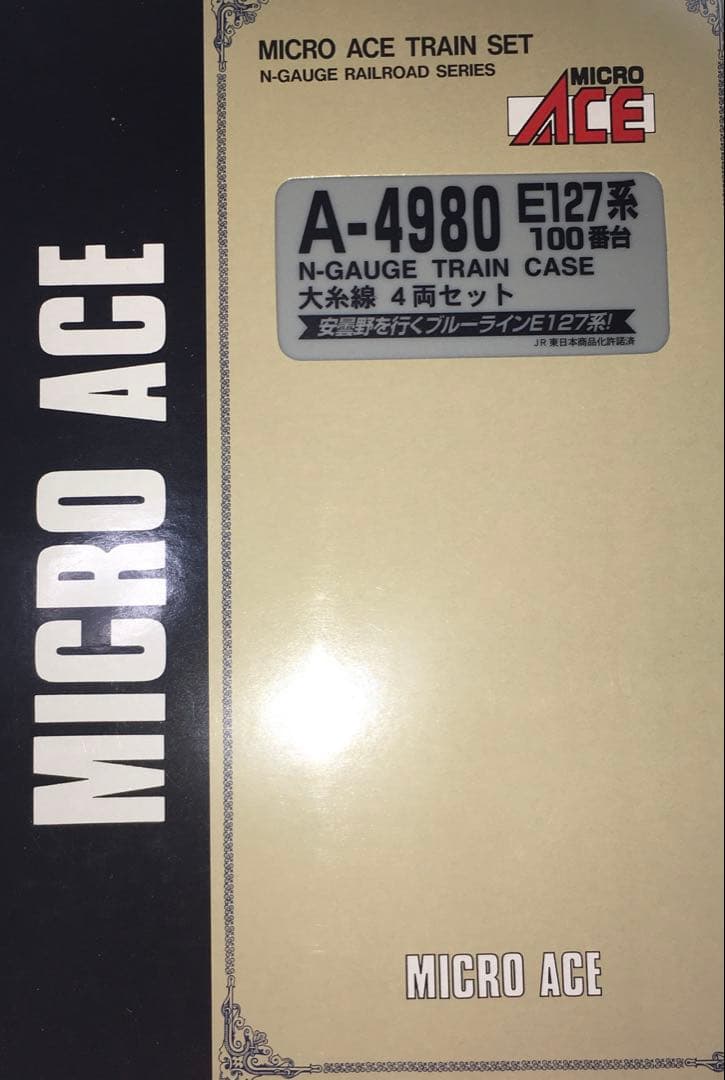 MICRO ACE
MICRO ACE TRAIN SET
N-GAUGE RAILROAD SERIES
MICRO
ACE
A-4980 E127系
100番台
N-GAUGE TRAIN CASE
大糸線 4両セット
安曇野を行くブルーラインE127系!
JR東日本商品化許諾済
MICRO ACE